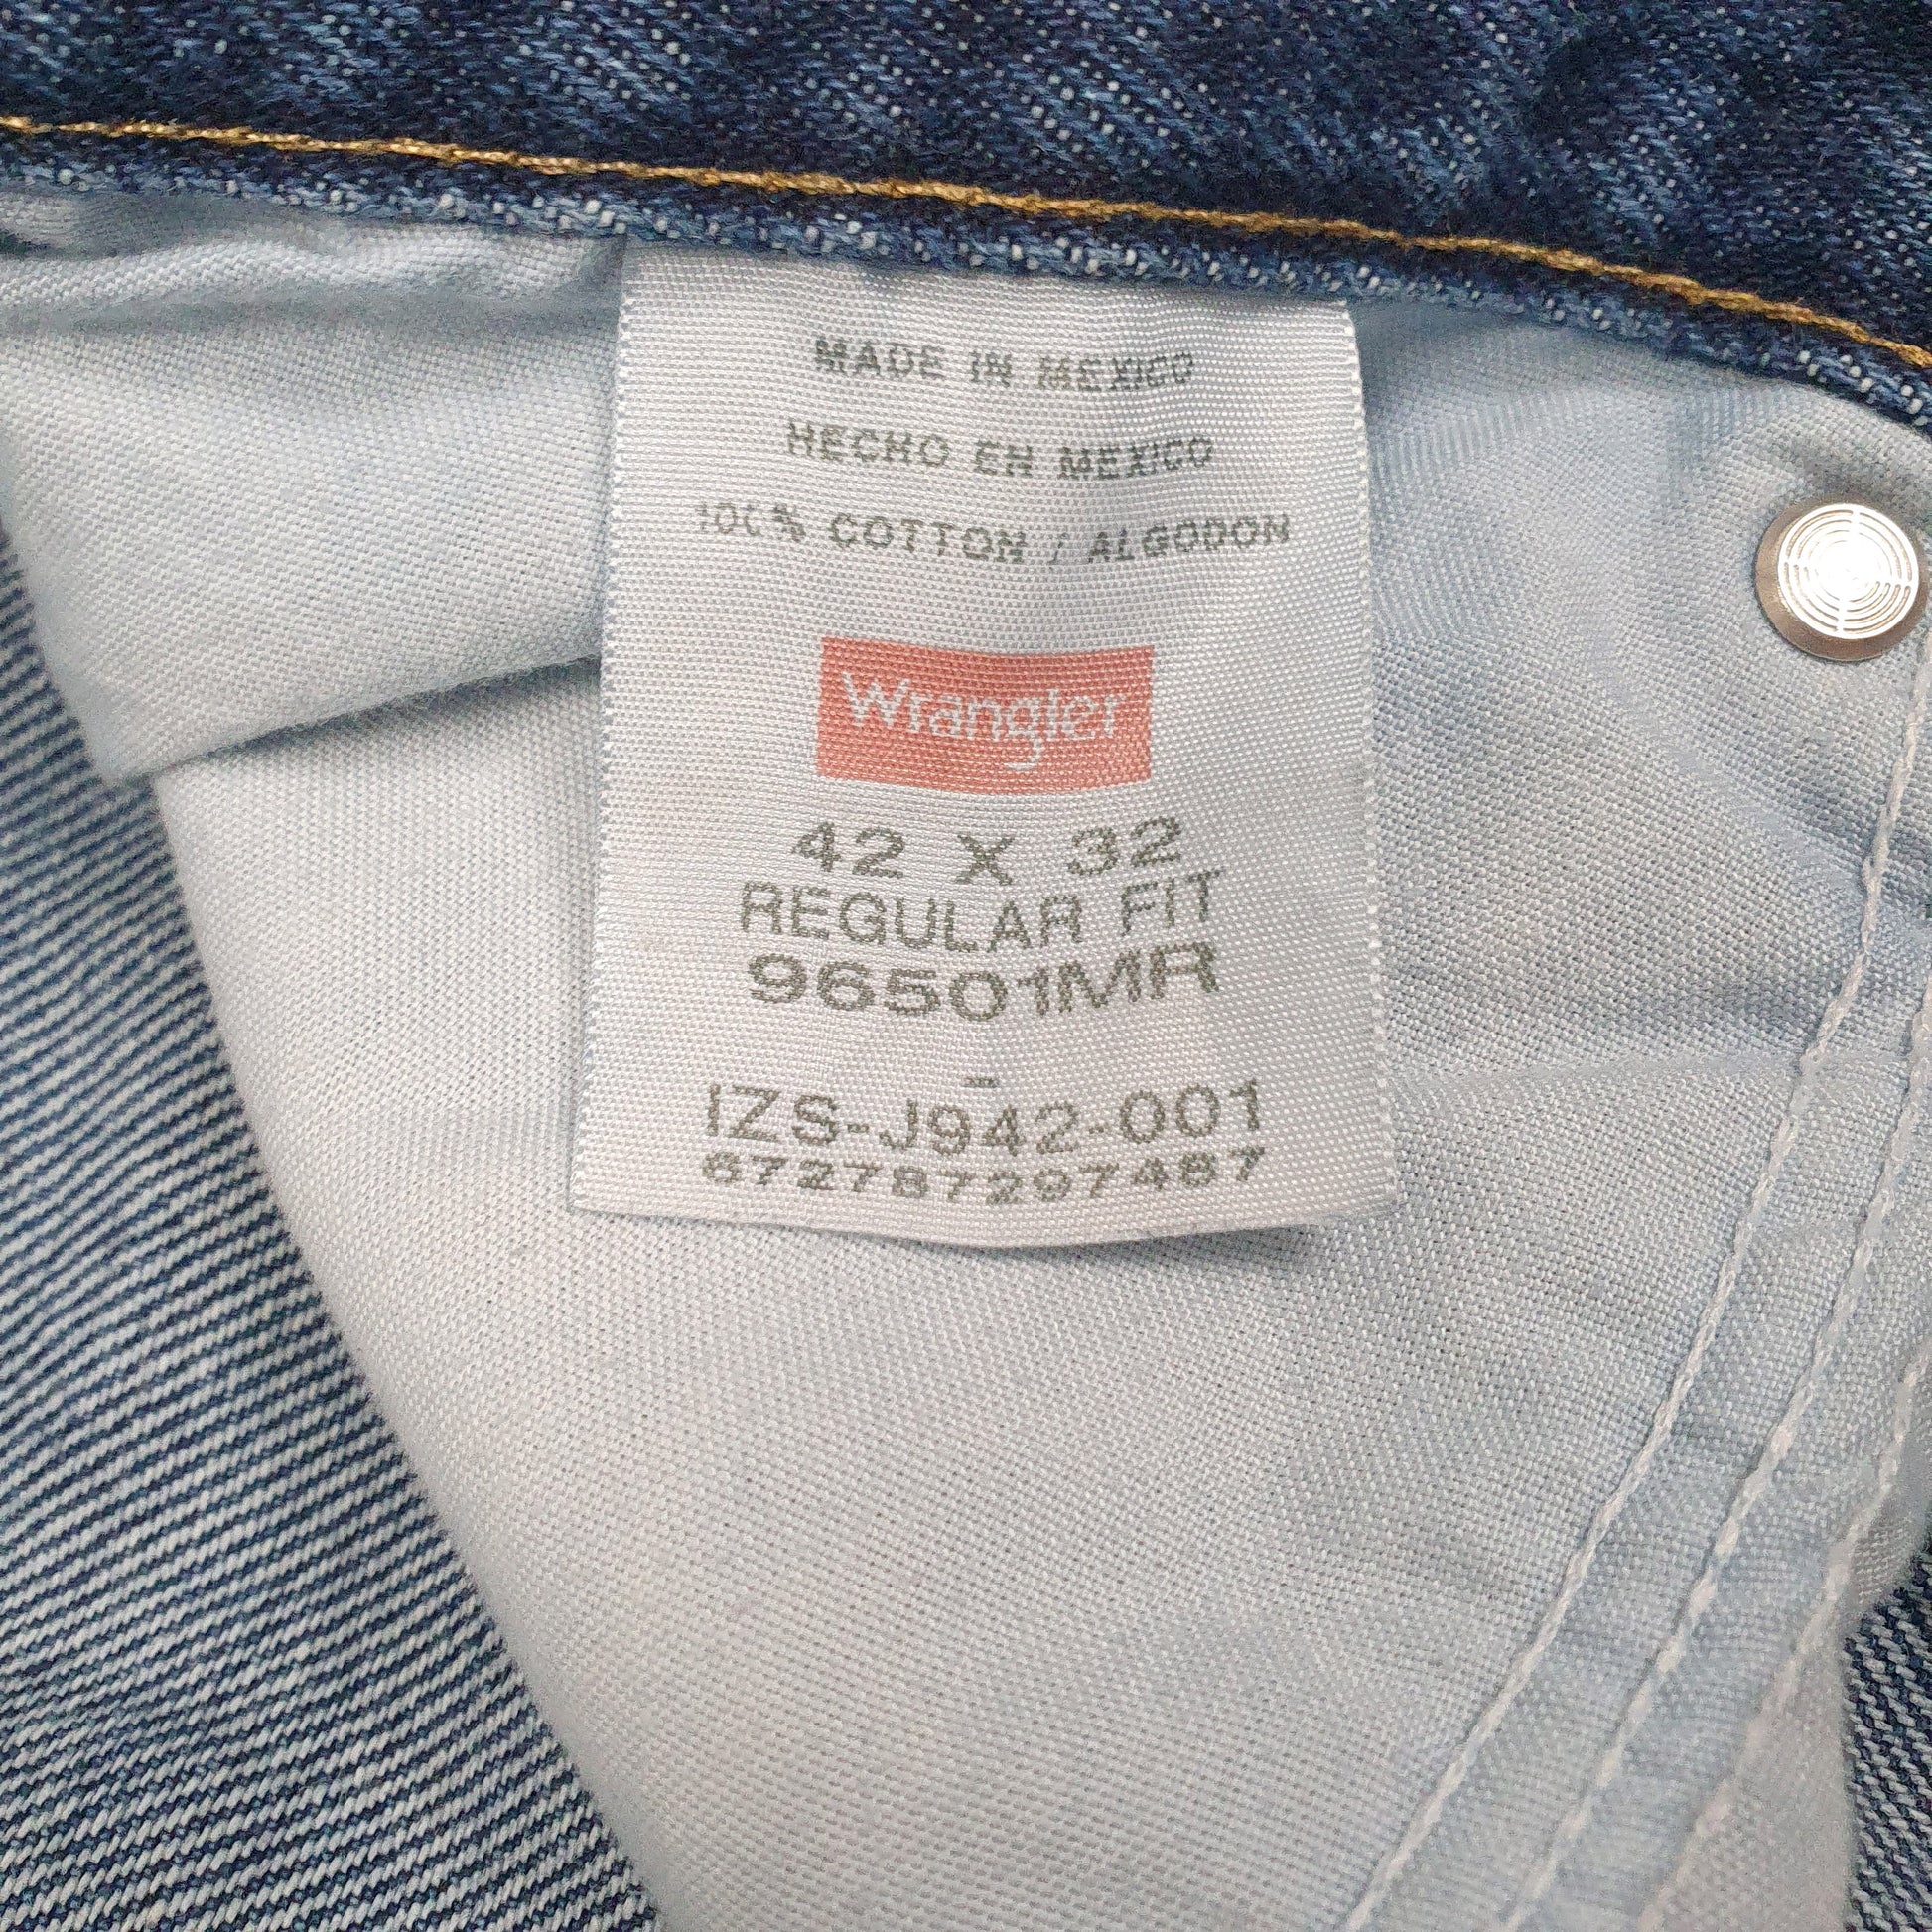 MADE IN MEXICO
HECHO EN MEXICO
100% COTTON / ALGODON
Wrangler
42 X 32
REGULAR FIT
96501MR
-
IZS-J942-001
672787297487